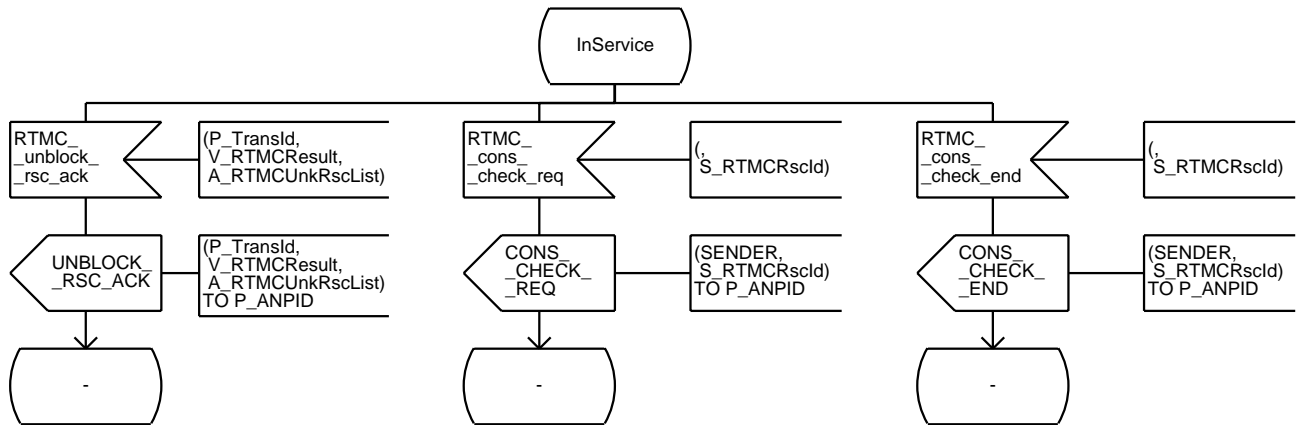 InService
RTMC_
_unblock_
_rsc_ack
(P_TransId,
V_RTMCResult,
A_RTMCUnkRscList)
RTMC_
_cons_
_check_req
(,
S_RTMCRscId)
RTMC_
_cons_
_check_end
(,
S_RTMCRscId)
UNBLOCK_
_RSC_ACK
(P_TransId,
V_RTMCResult,
A_RTMCUnkRscList)
TO P_ANPID
CONS_
_CHECK_
_REQ
(SENDER,
S_RTMCRscId)
TO P_ANPID
CONS_
_CHECK_
_END
(SENDER,
S_RTMCRscId)
TO P_ANPID
-
-
-